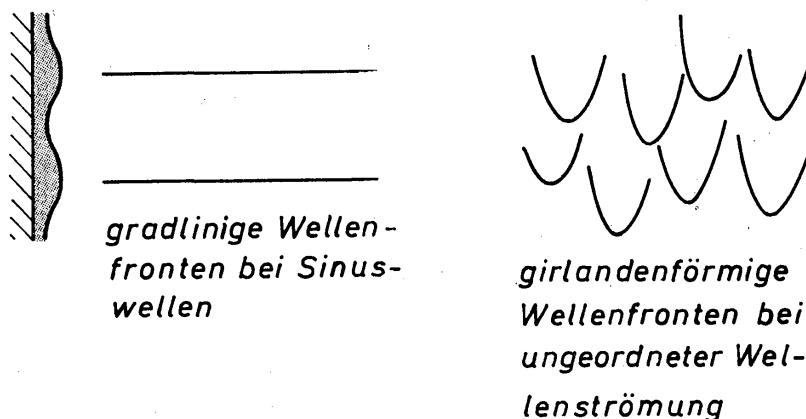 gradlinige Wellen-
fronten bei Sinus-
wellen
girlandenförmige
Wellenfronten bei
ungeordneter Wel-
lenströmung